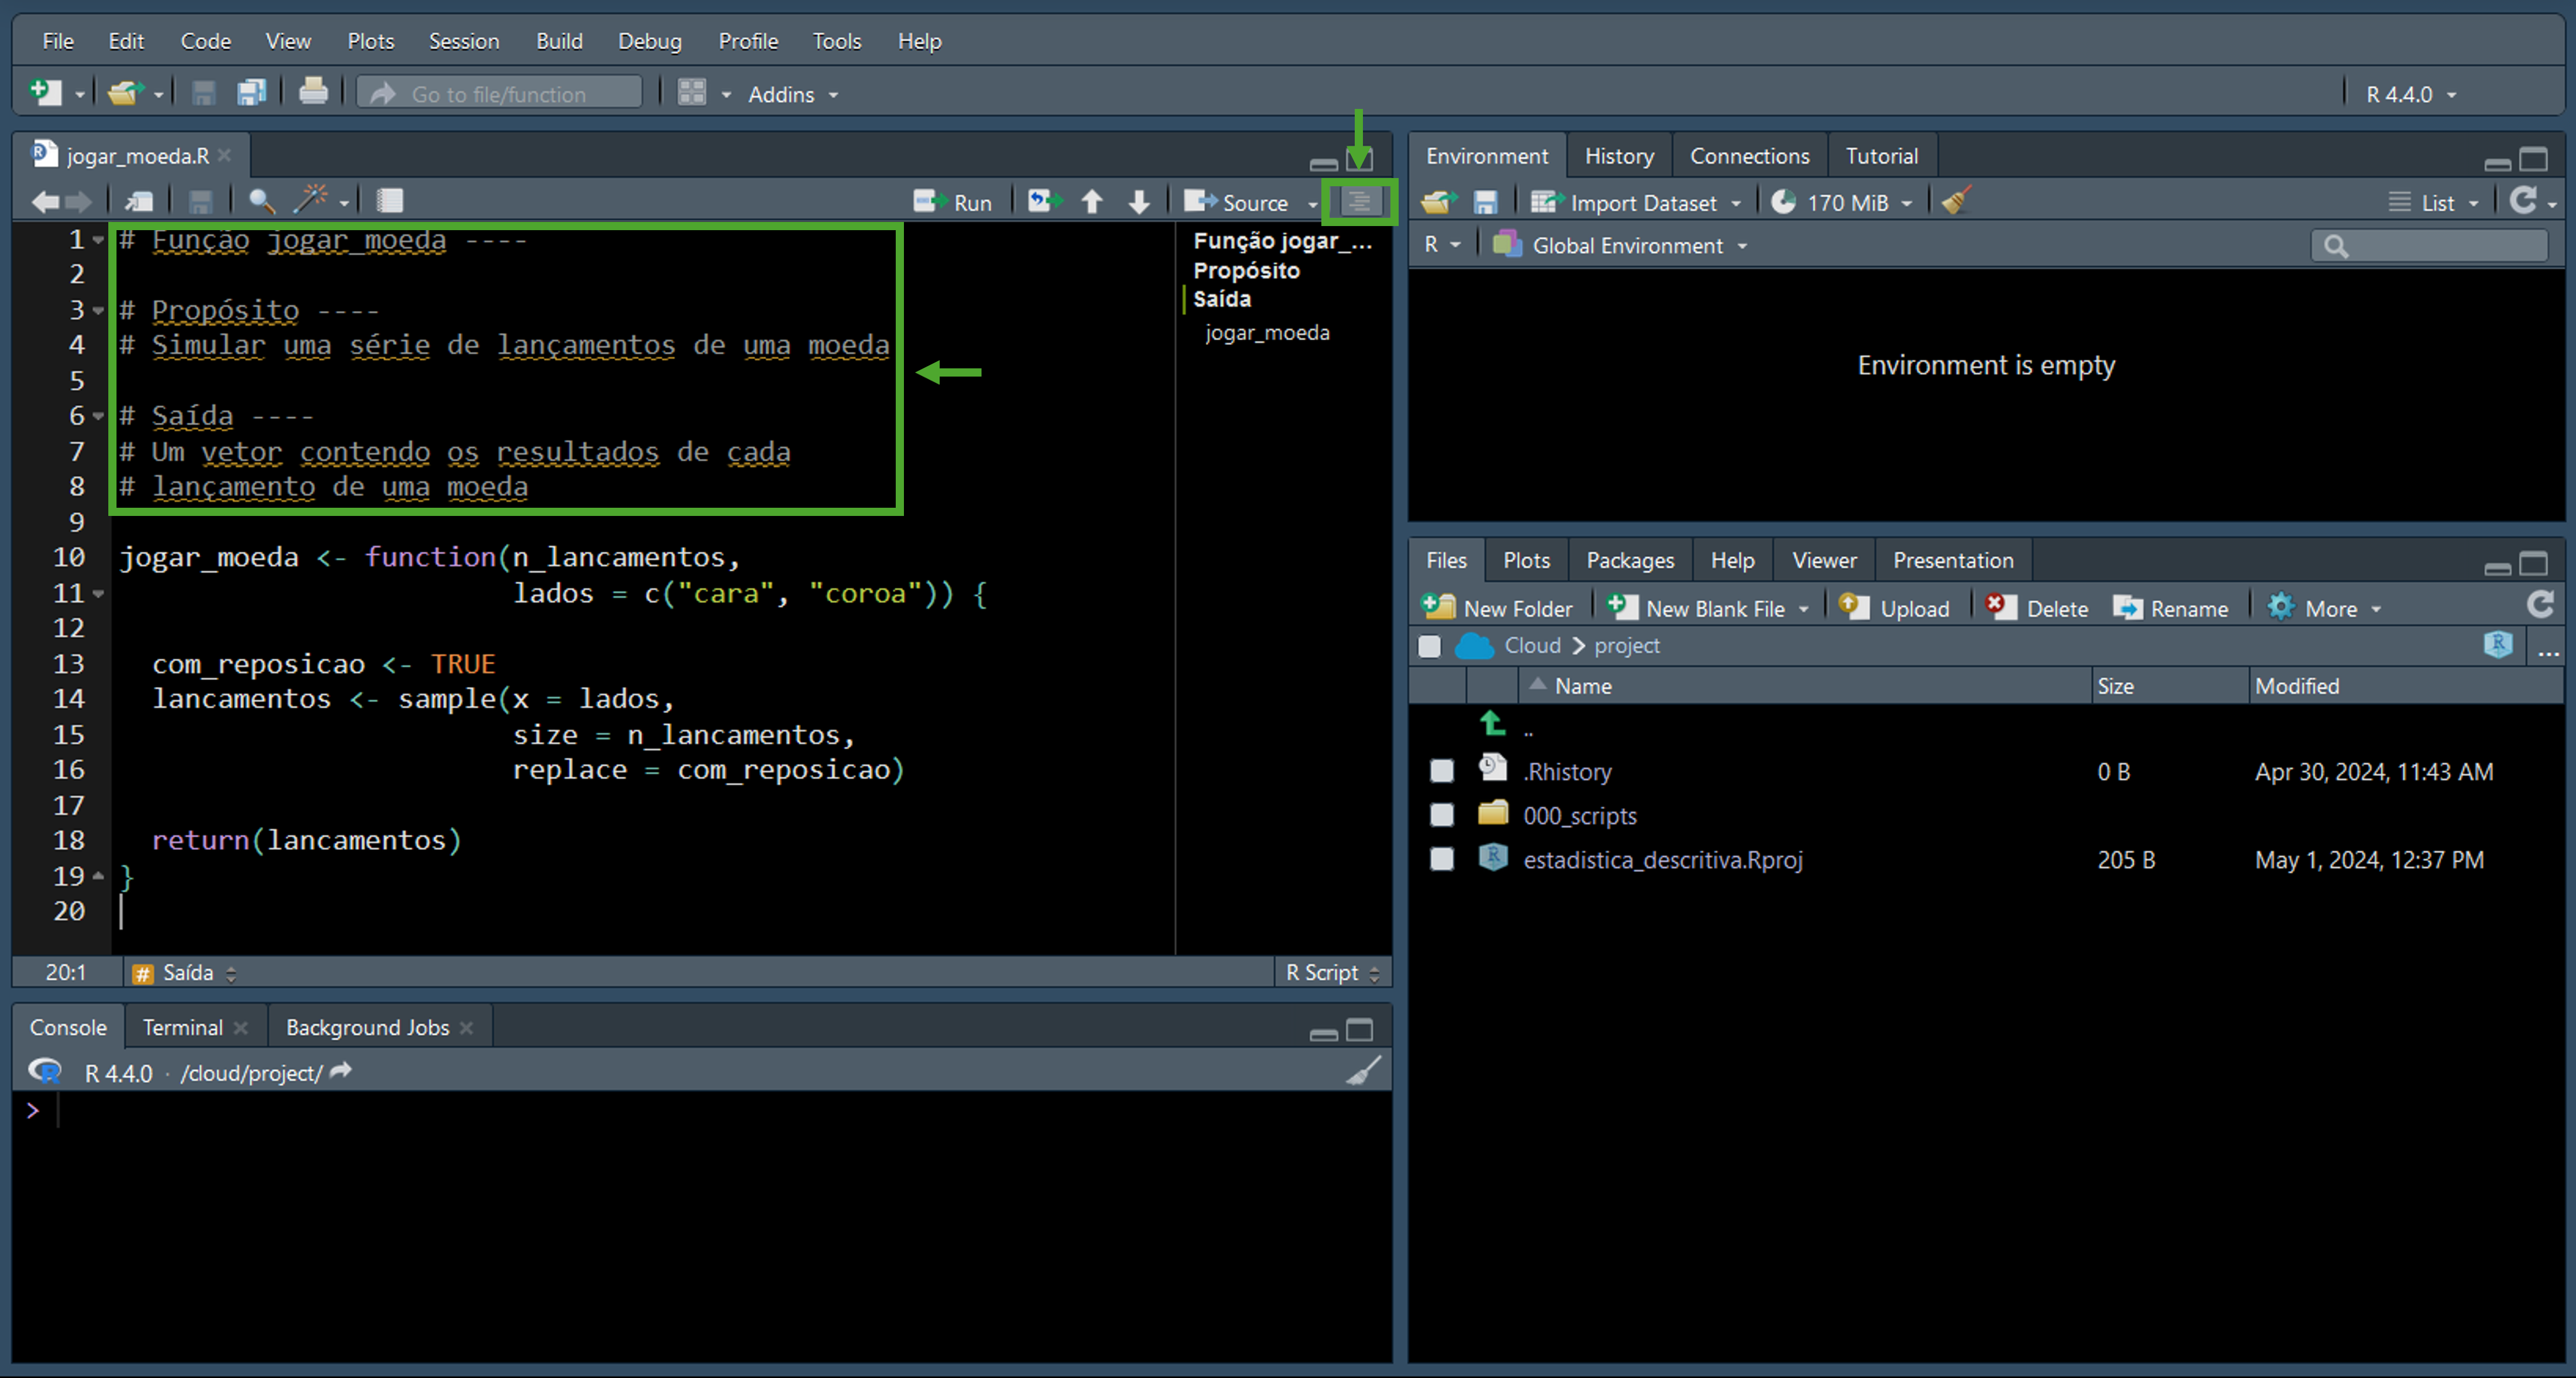 File Edit Code View Plots Session Build Debug Profile Tools Help
Go to file/function Addins R 4.4.0
jogar_moeda.R
Run Source
1 # Função jogar_moeda ----
2
3 # Propósito ----
4 # Simular uma série de lançamentos de uma moeda
5
6 # Saída ----
7 # Um vetor contendo os resultados de cada
8 # lançamento de uma moeda
9
10 jogar_moeda <- function(n_lancamentos,
11 lados = c("cara", "coroa")) {
12
13 com_reposicao <- TRUE
14 lancamentos <- sample(x = lados,
15 size = n_lancamentos,
16 replace = com_reposicao)
17
18 return(lancamentos)
19 }
20
Função jogar_...
Propósito
Saída
jogar_moeda
20:1 # Saída R Script
Console Terminal Background Jobs
R 4.4.0 · /cloud/project/
>
Environment History Connections Tutorial
Import Dataset 170 MiB List
R Global Environment
Environment is empty
Files Plots Packages Help Viewer Presentation
New Folder New Blank File Upload Delete Rename More
Cloud project ...
Name Size Modified
..
.Rhistory 0 B Apr 30, 2024, 11:43 AM
000_scripts
estadistica_descritiva.Rproj 205 B May 1, 2024, 12:37 PM